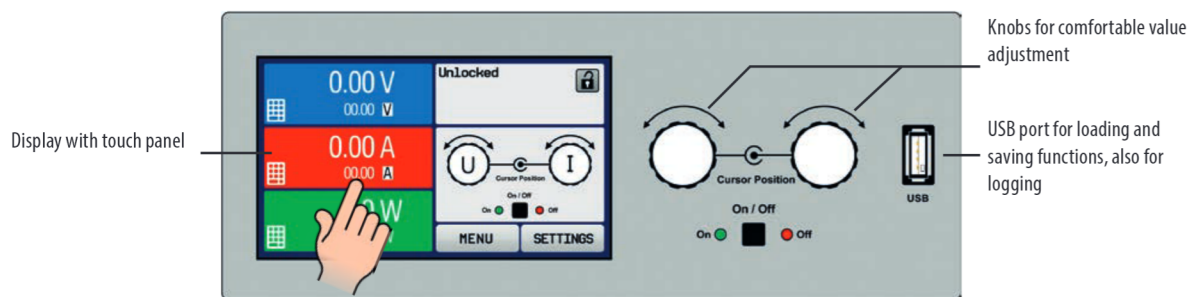 Display with touch panel
0.00 V
00.00 V
0.00 A
00.00 A
W
Unlocked
U
I
Cursor Position
On / Off
On
Off
MENU
SETTINGS
Cursor Position
On / Off
On
Off
USB
Knobs for comfortable value
adjustment
USB port for loading and
saving functions, also for
logging